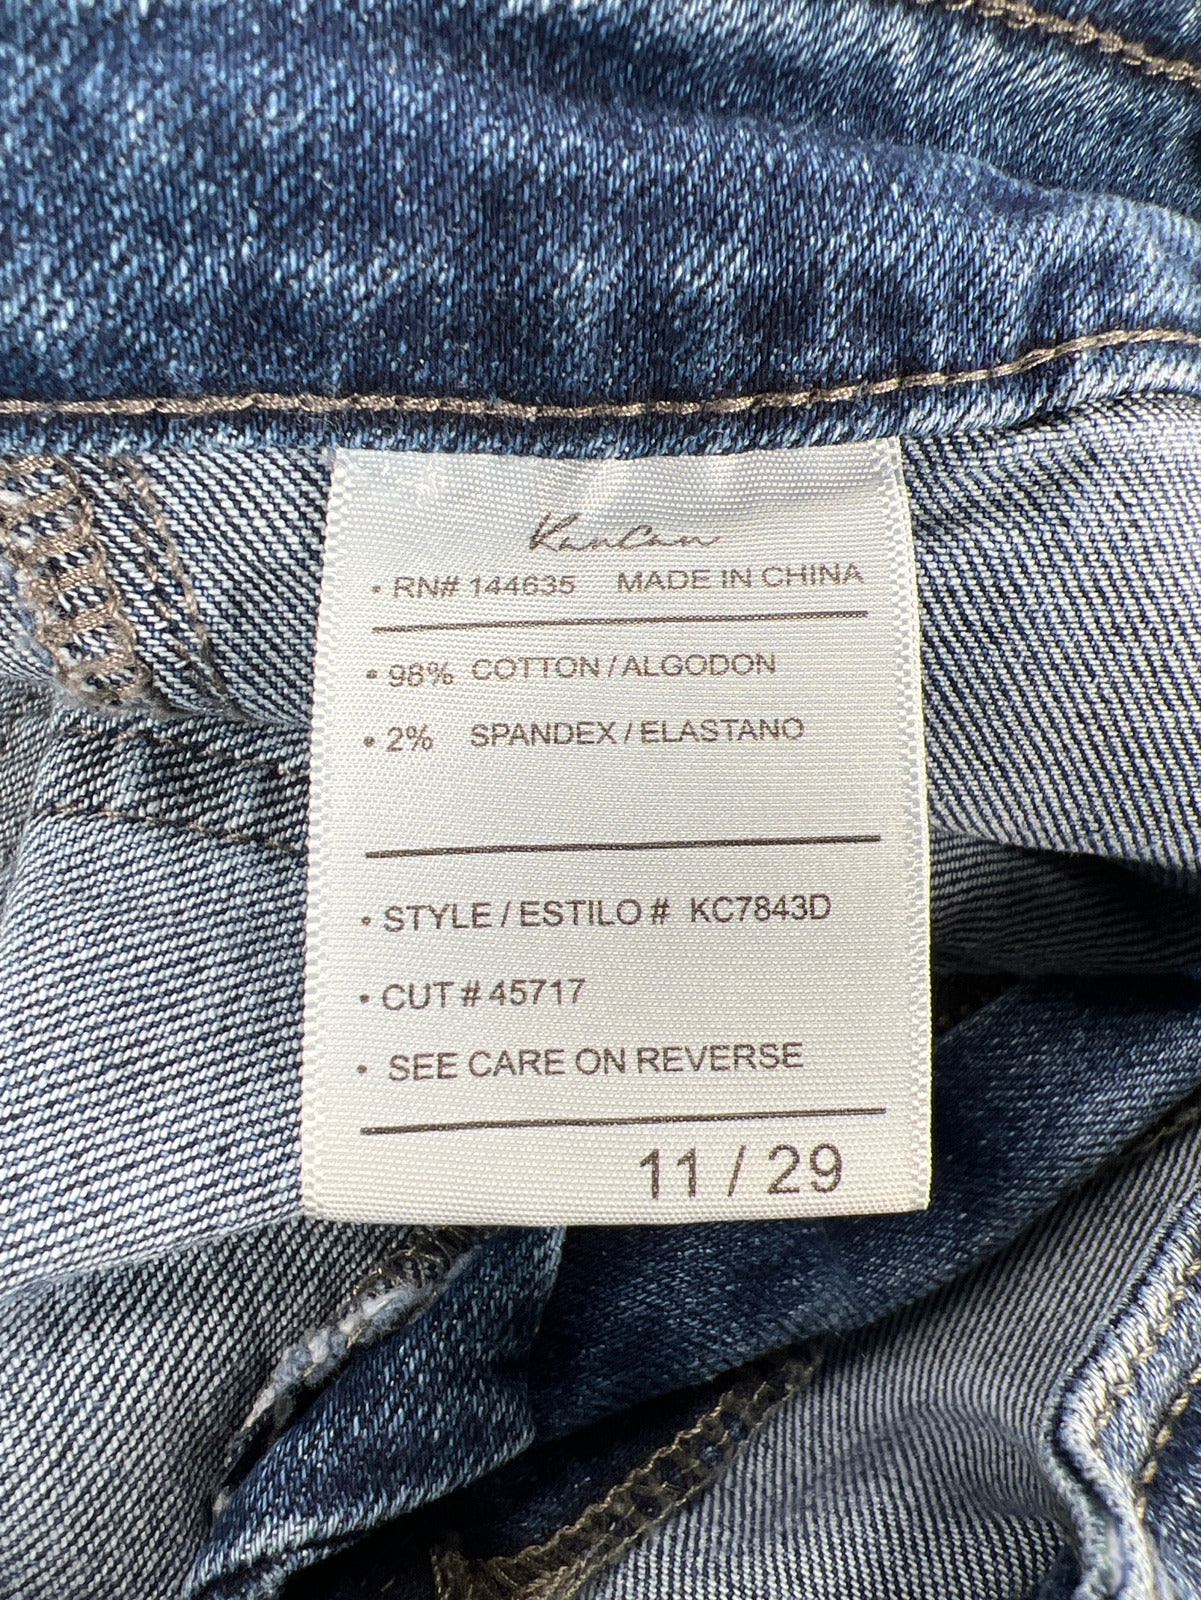 KanCan
• RN# 144635 MADE IN CHINA
• 98% COTTON / ALGODON
• 2% SPANDEX / ELASTANO
• STYLE / ESTILO # KC7843D
• CUT # 45717
• SEE CARE ON REVERSE
11 / 29